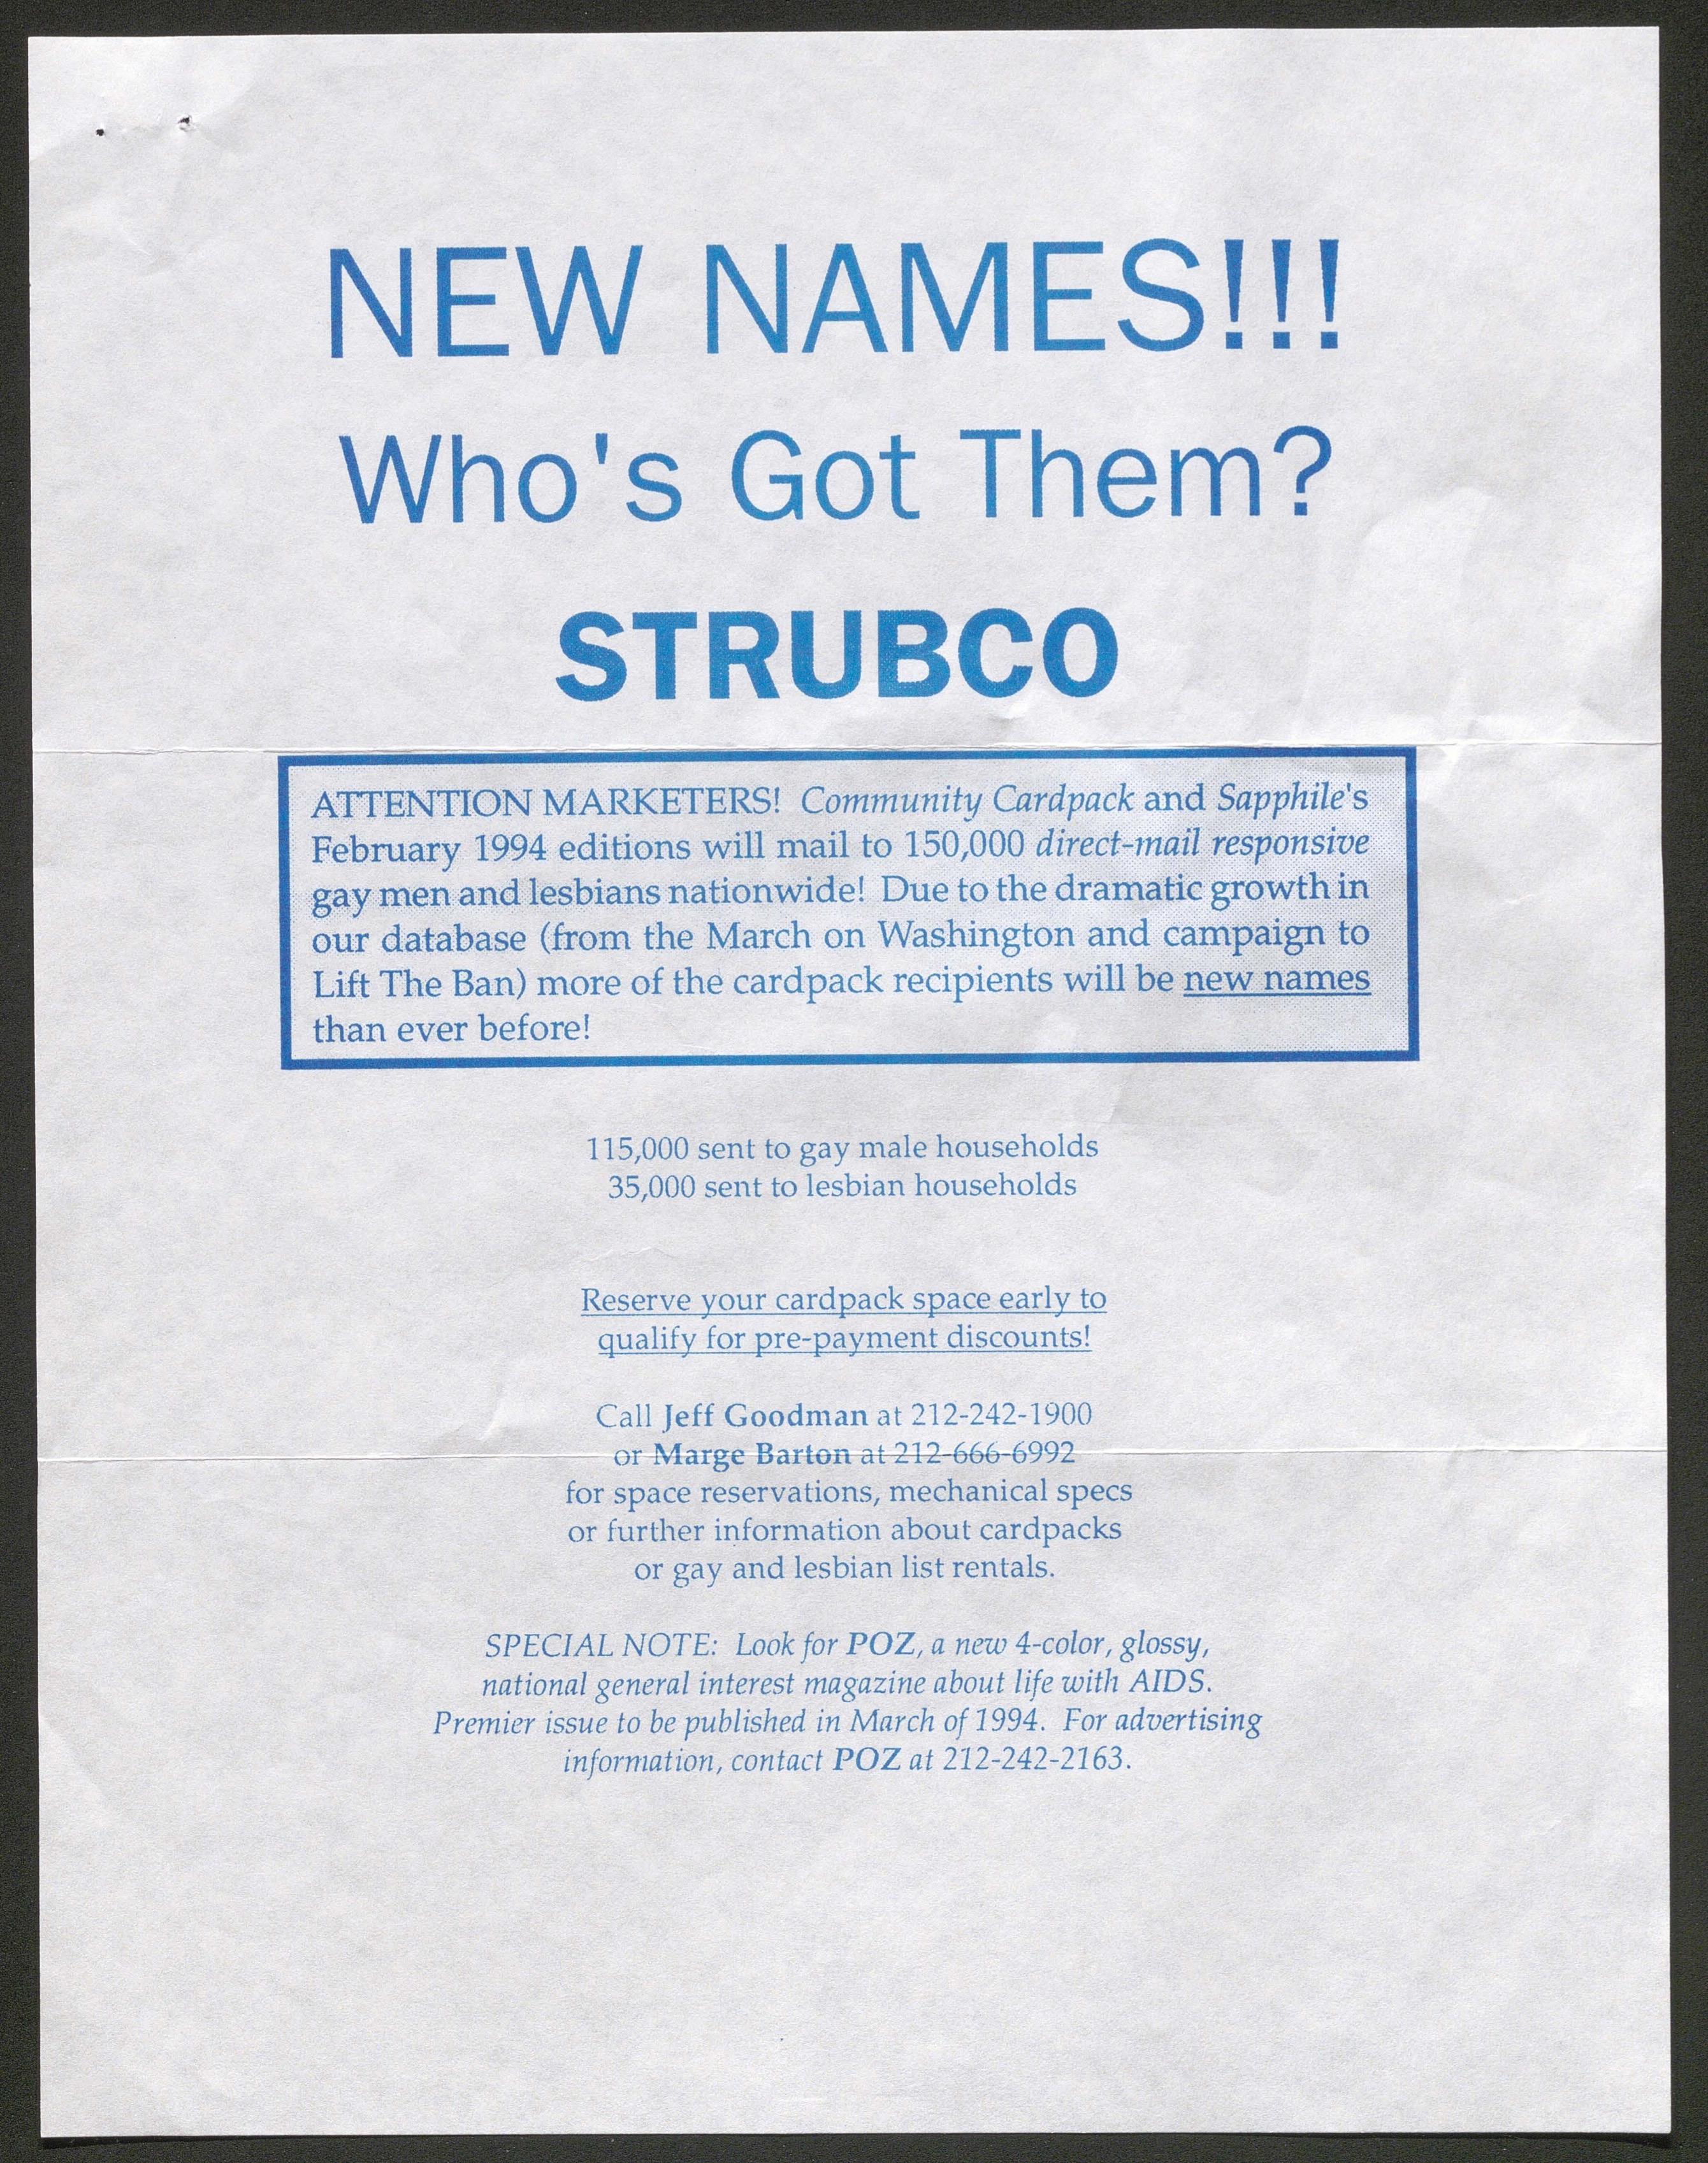 NEW NAMES!!!
Who's Got Them?
STRUBCO
ATTENTION MARKETERS! Community Cardpack and Sapphile's
February 1994 editions will mail to 150,000 direct-mail responsive
gay men and lesbians nationwide! Due to the dramatic growth in
our database (from the March on Washington and campaign to
Lift The Ban) more of the cardpack recipients will be new names
than ever before!
115,000 sent to gay male households
35,000 sent to lesbian households
Reserve your cardpack space early to
qualify for pre-payment discounts!
Call Jeff Goodman at 212-242-1900
or Marge Barton at 212-666-6992
for space reservations, mechanical specs
or further information about cardpacks
or gay and lesbian list rentals.
SPECIAL NOTE: Look for POZ, a new 4-color, glossy,
national general interest magazine about life with AIDS.
Premier issue to be published in March of 1994. For advertising
information, contact POZ at 212-242-2163.